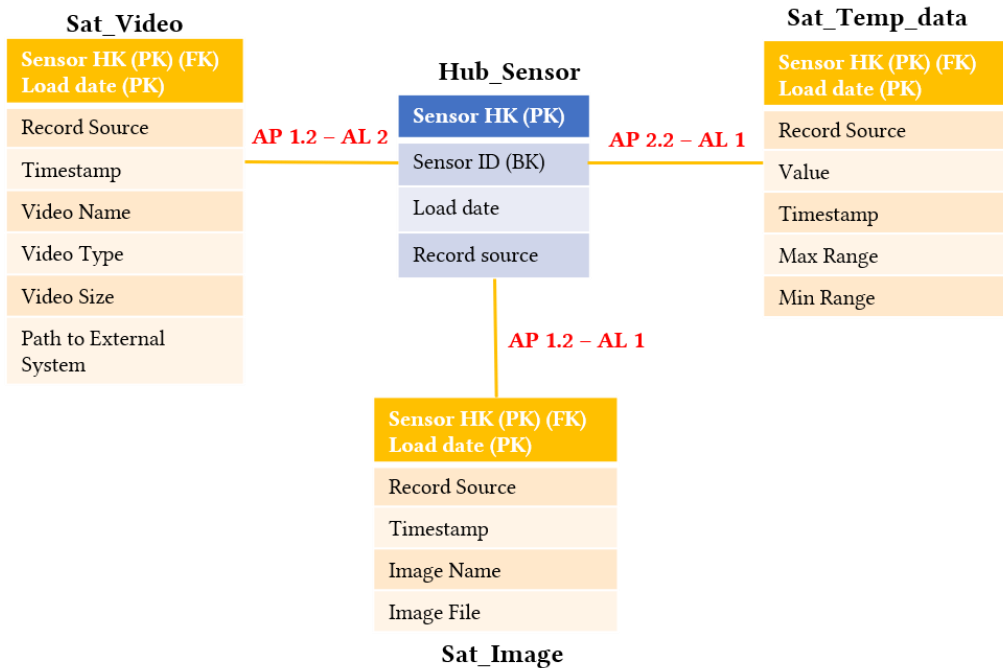 Sat_Video
Sensor HK (PK) (FK)
Load date (PK)
Record Source
Timestamp
Video Name
Video Type
Video Size
Path to External
System
AP 1.2 – AL 2
Hub_Sensor
Sensor HK (PK)
Sensor ID (BK)
Load date
Record source
AP 2.2 – AL 1
Sat_Temp_data
Sensor HK (PK) (FK)
Load date (PK)
Record Source
Value
Timestamp
Max Range
Min Range
AP 1.2 – AL 1
Sensor HK (PK) (FK)
Load date (PK)
Record Source
Timestamp
Image Name
Image File
Sat_Image